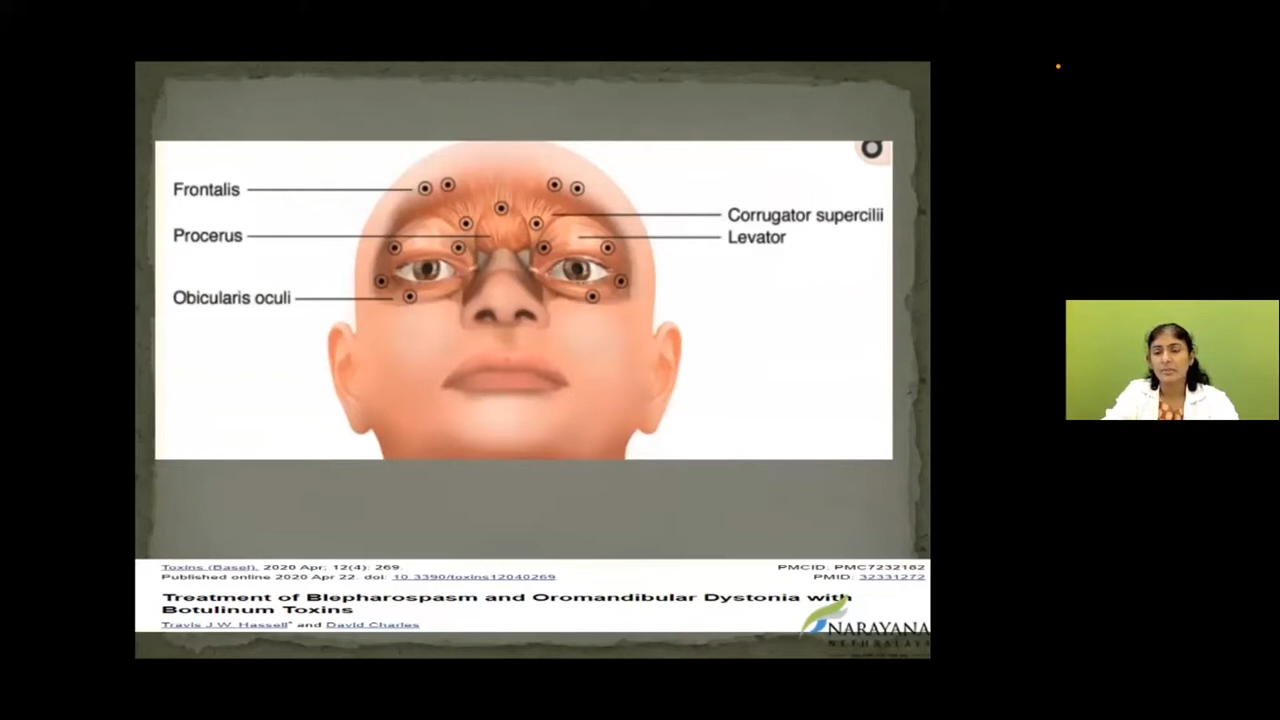 Frontalis
Corrugator supercilii
Procerus
Levator
Obicularis oculi
Toxins (Basel). 2020 Apr; 12(4): 269.
PMCID: PMC7232182
Published online 2020 Apr 22. doi: 10.3390/toxins12040269
PMID: 32331272
Treatment of Blepharospasm and Oromandibular Dystonia with
Botulinum Toxins
Travis J.W. Hassell* and David Charles
NARAYANA
NETHRALAYA